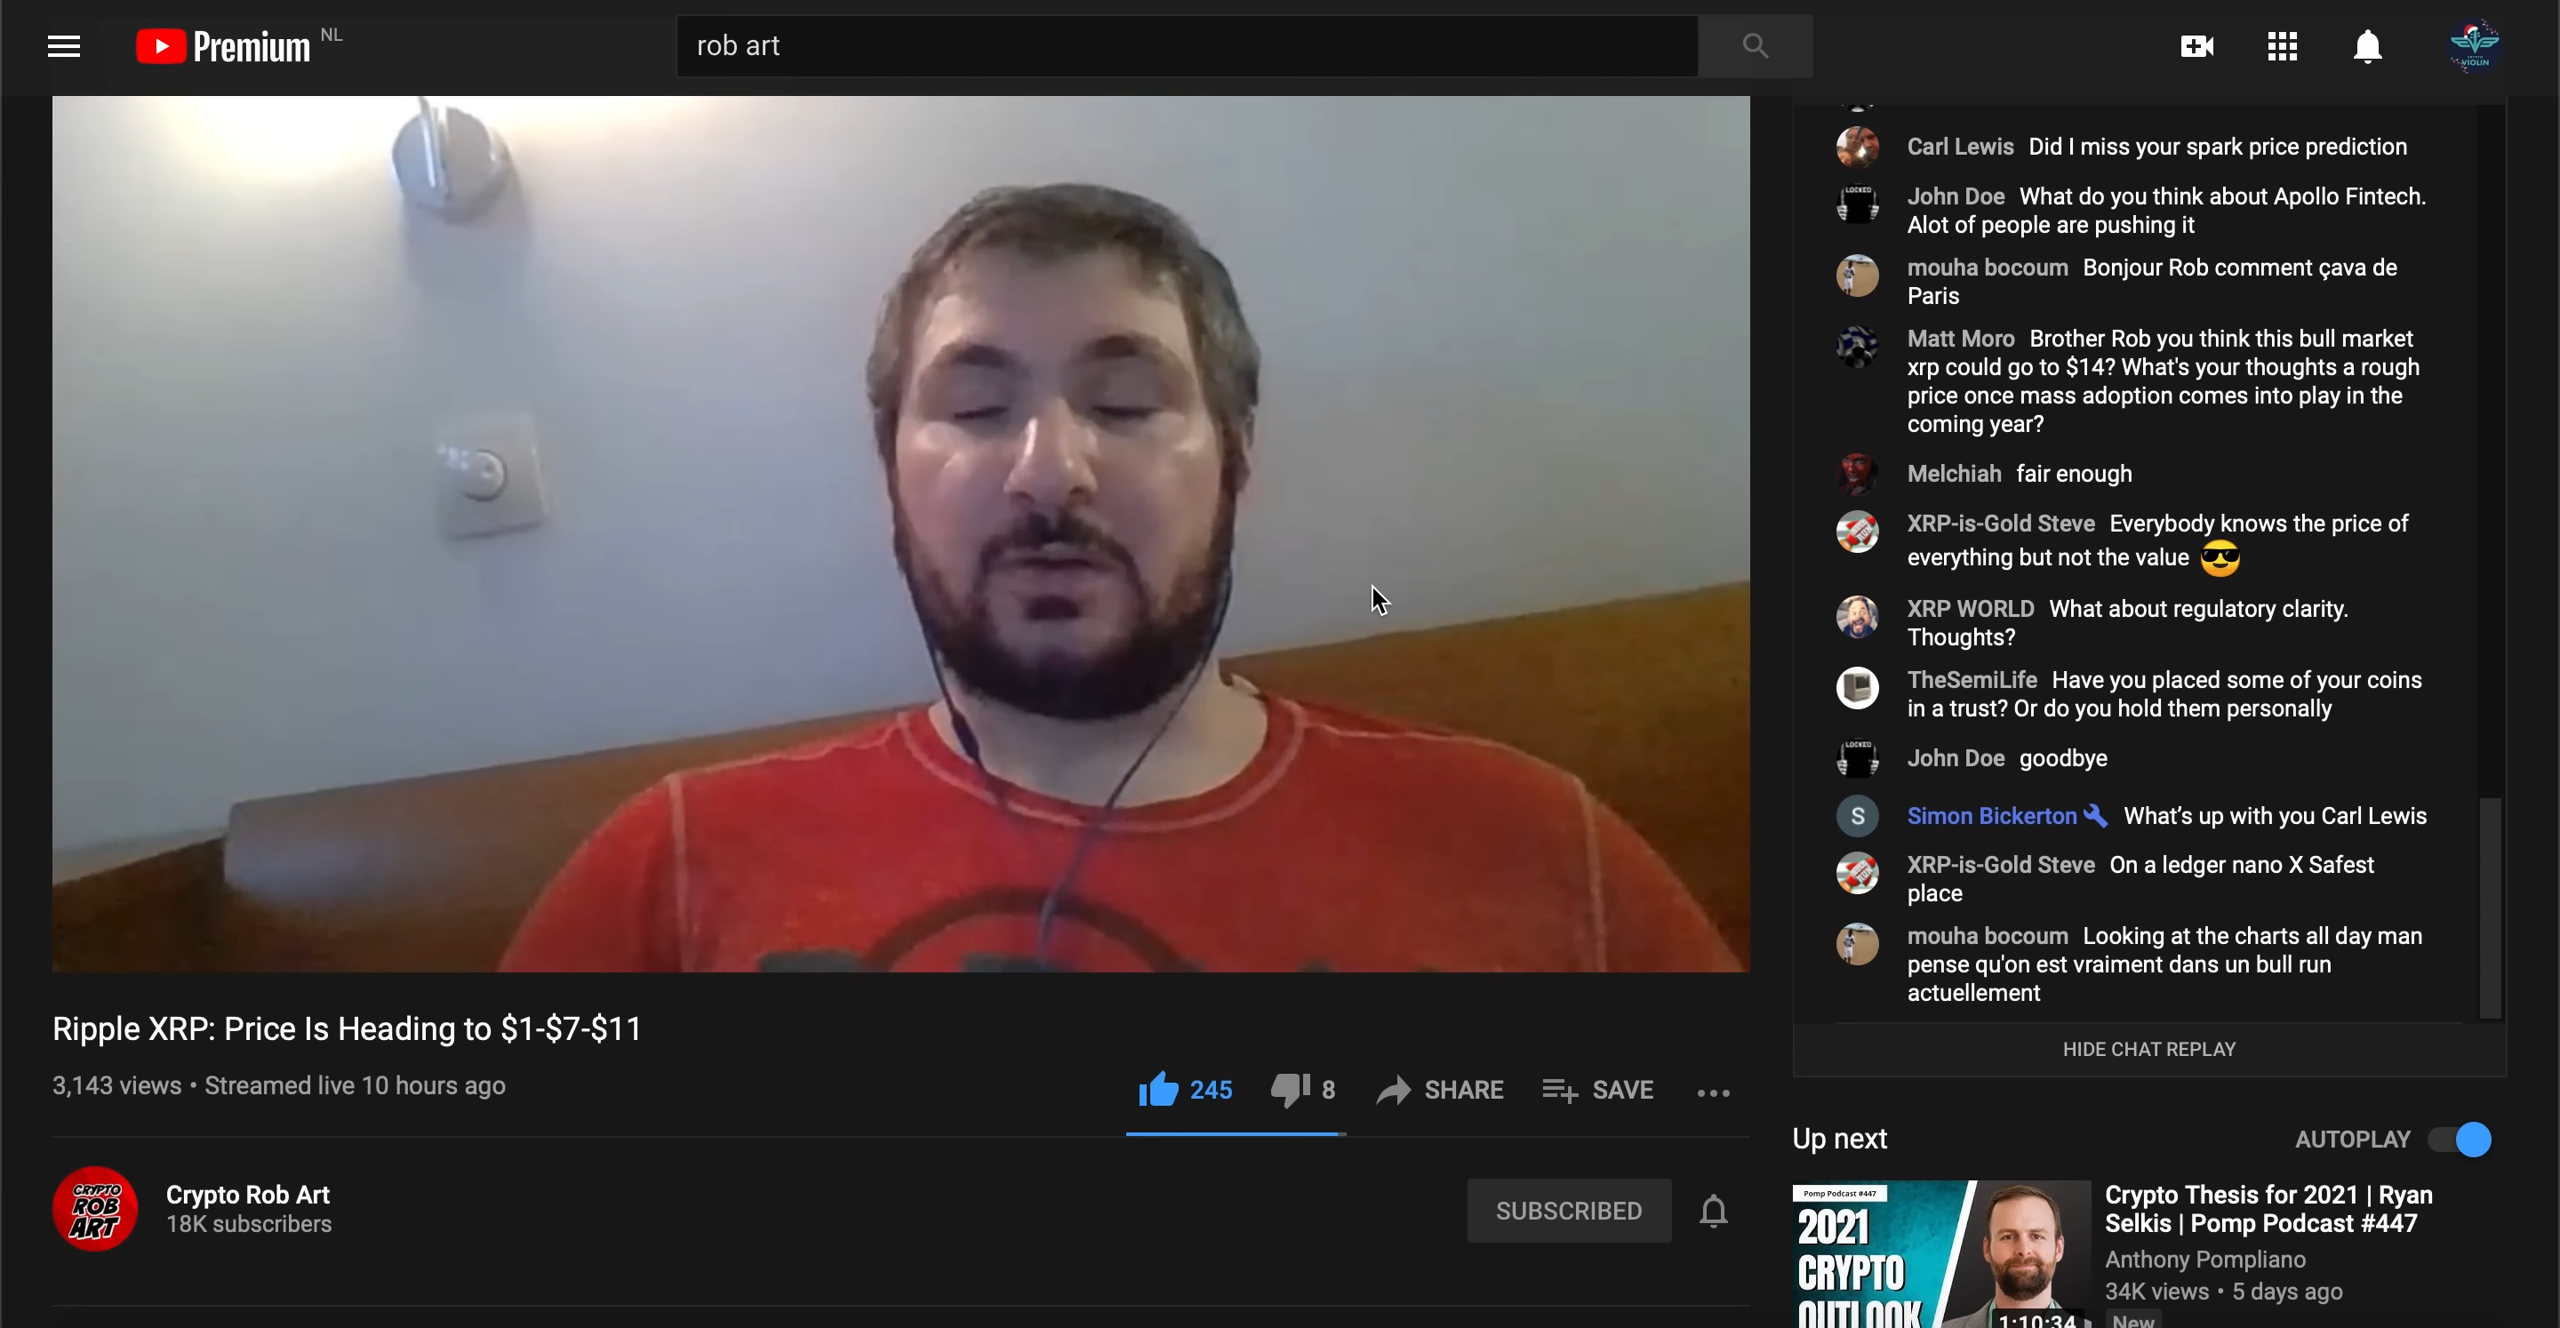 Premium NL
rob art
VIOLIN
Carl Lewis Did I miss your spark price prediction
LOCKED
John Doe What do you think about Apollo Fintech.
Alot of people are pushing it
mouha bocoum Bonjour Rob comment çava de
Paris
Matt Moro Brother Rob you think this bull market
xrp could go to $14? What's your thoughts a rough
price once mass adoption comes into play in the
coming year?
Melchiah fair enough
XRP-is-Gold Steve Everybody knows the price of
everything but not the value 😎
XRP WORLD What about regulatory clarity.
Thoughts?
TheSemiLife Have you placed some of your coins
in a trust? Or do you hold them personally
LOCKED
John Doe goodbye
S
Simon Bickerton What’s up with you Carl Lewis
XRP-is-Gold Steve On a ledger nano X Safest
place
mouha bocoum Looking at the charts all day man
pense qu'on est vraiment dans un bull run
actuellement
HIDE CHAT REPLAY
Ripple XRP: Price Is Heading to $1-$7-$11
3,143 views • Streamed live 10 hours ago
245 8 SHARE SAVE
CRYPTO
ROB
ART
Crypto Rob Art
18K subscribers
SUBSCRIBED
Up next
AUTOPLAY
Pomp Podcast #447
2021
CRYPTO
OUTLOOK
1:10:34
Crypto Thesis for 2021 | Ryan
Selkis | Pomp Podcast #447
Anthony Pompliano
34K views • 5 days ago
New